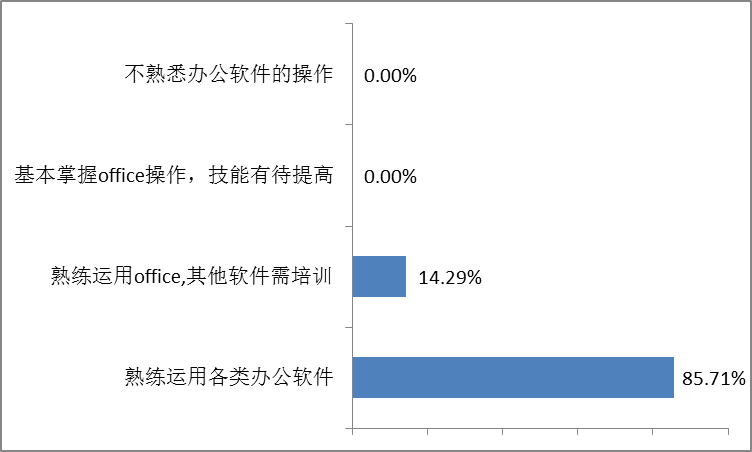 不熟悉办公软件的操作
0.00%
基本掌握office操作，技能有待提高
0.00%
熟练运用office,其他软件需培训
14.29%
熟练运用各类办公软件
85.71%